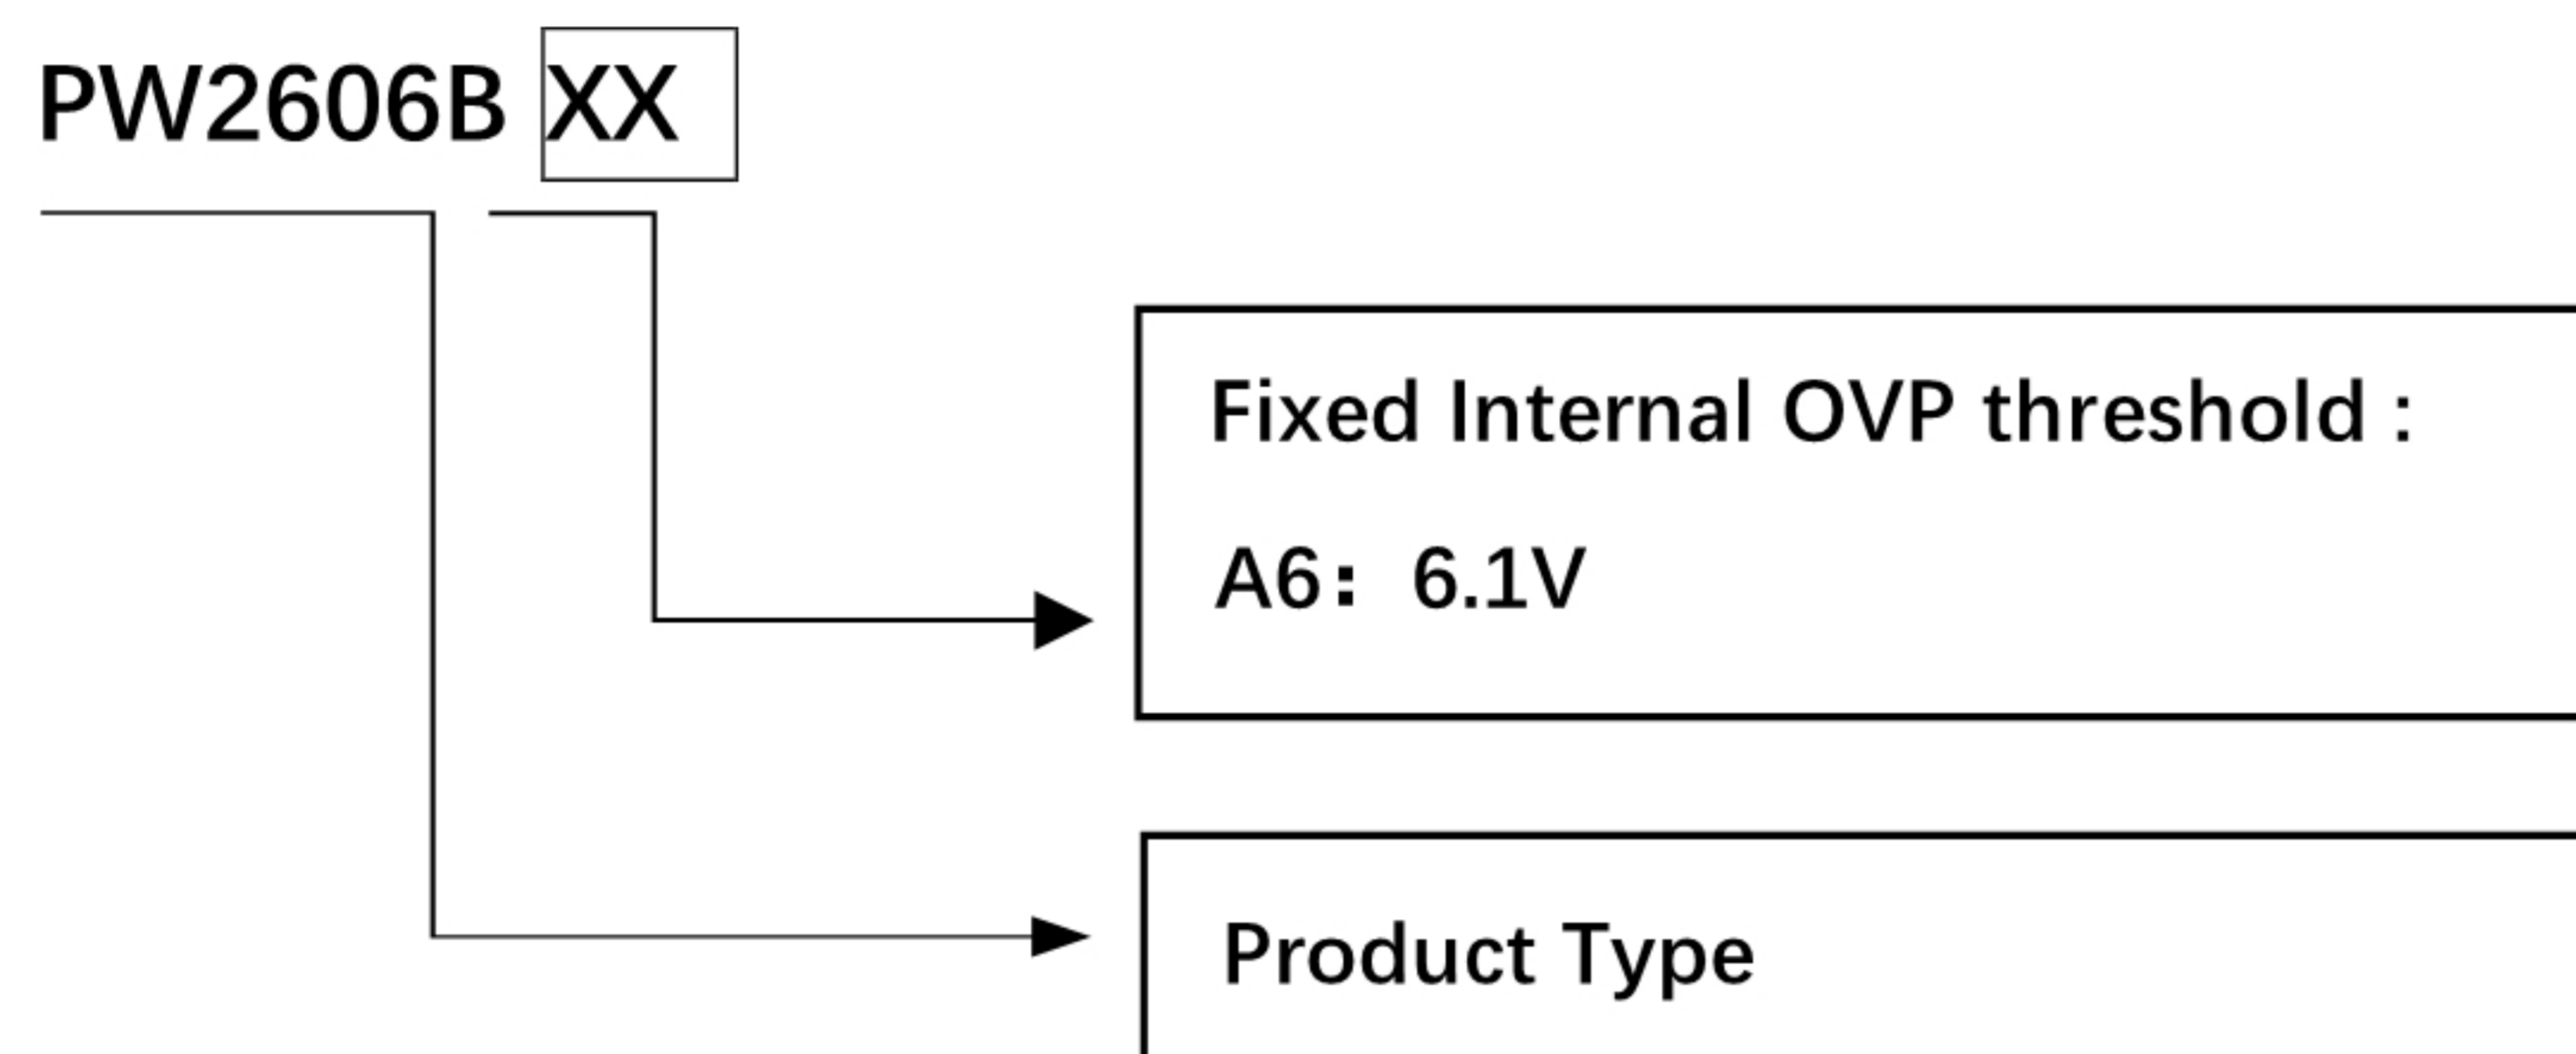 PW2606B XX
Fixed Internal OVP threshold :
A6：6.1V
Product Type